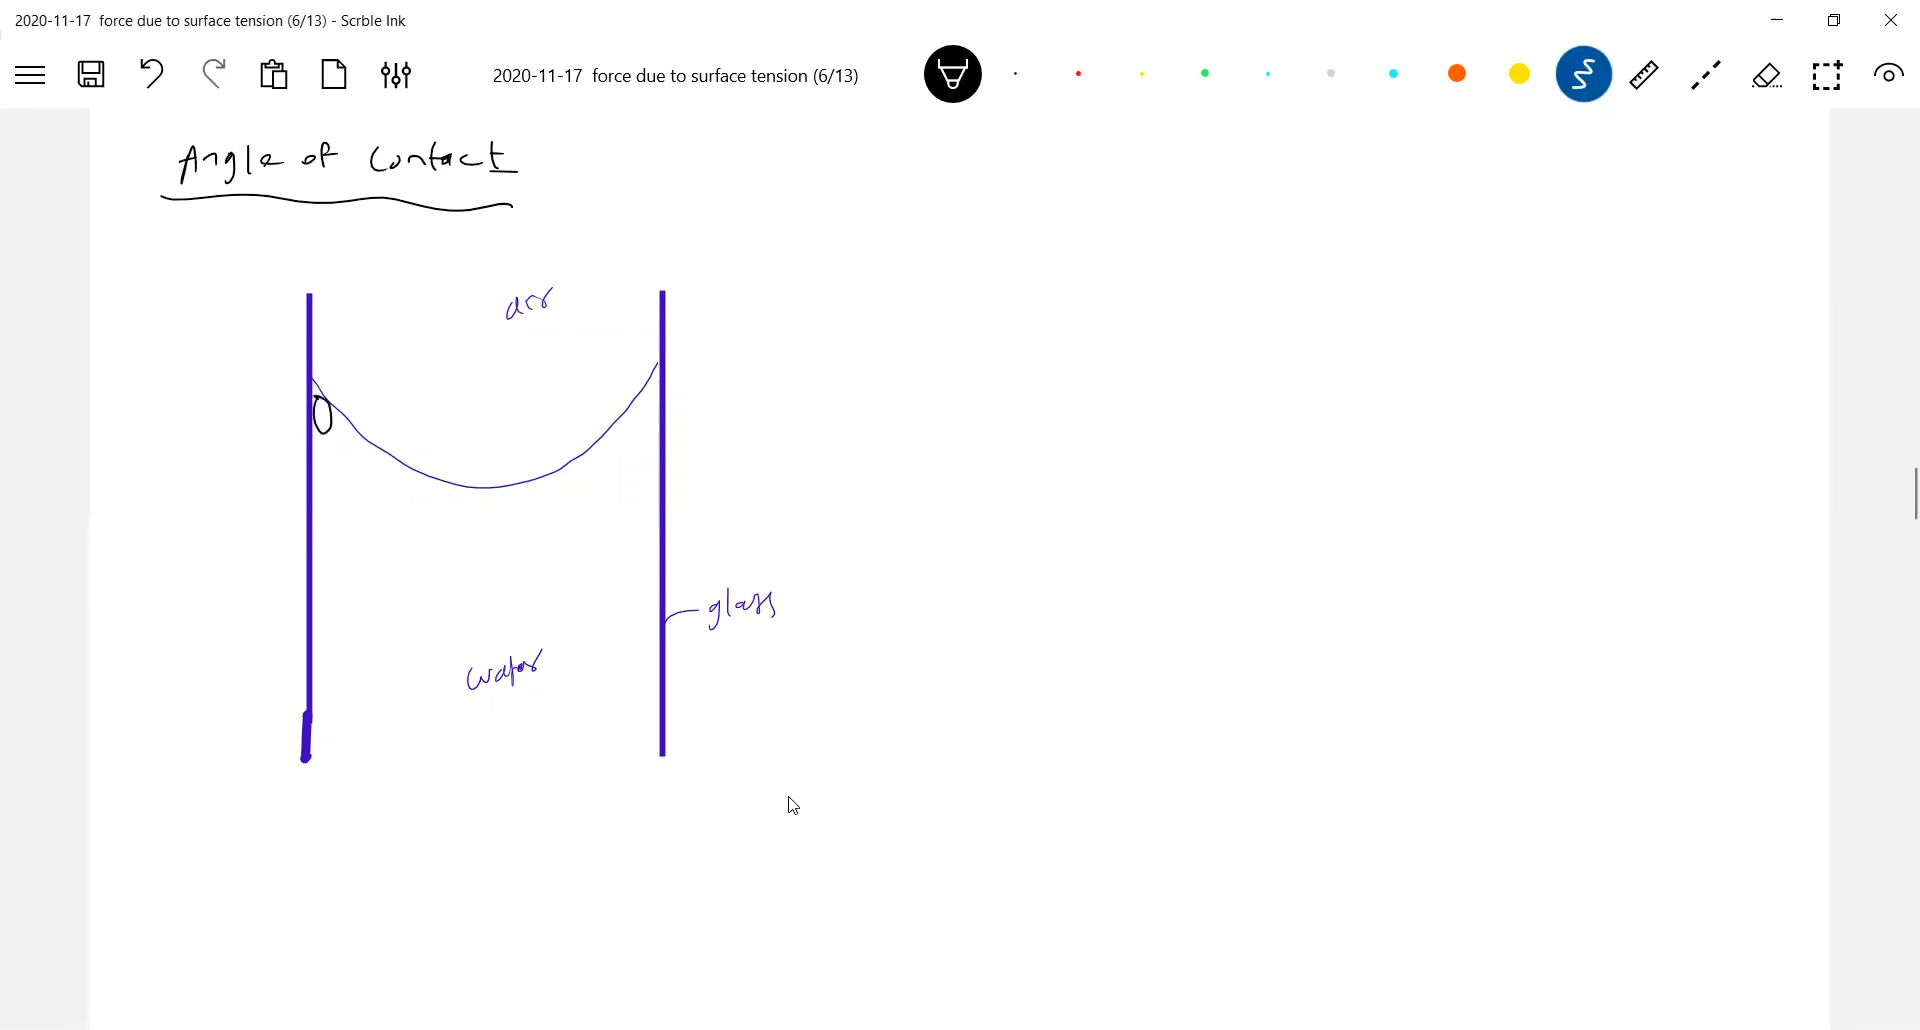 2020-11-17 force due to surface tension (6/13) - Scrble Ink
2020-11-17 force due to surface tension (6/13)
Angle of Contact
air
glass
water